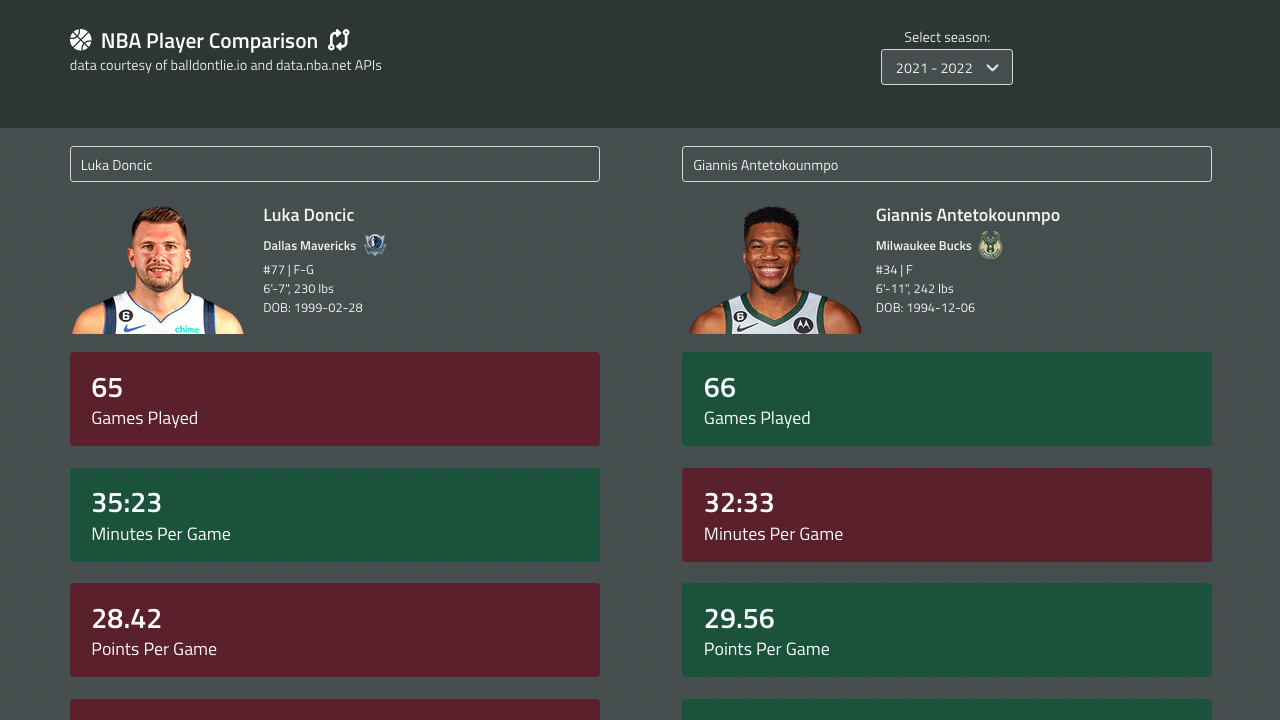 NBA Player Comparison
data courtesy of balldontlie.io and data.nba.net APIs
Select season:
2021 - 2022
Luka Doncic
Luka Doncic
Dallas Mavericks
#77 | F-G
6'-7", 230 lbs
DOB: 1999-02-28
6
chime
65
Games Played
35:23
Minutes Per Game
28.42
Points Per Game
Giannis Antetokounmpo
Giannis Antetokounmpo
Milwaukee Bucks
#34 | F
6'-11", 242 lbs
DOB: 1994-12-06
6
66
Games Played
32:33
Minutes Per Game
29.56
Points Per Game